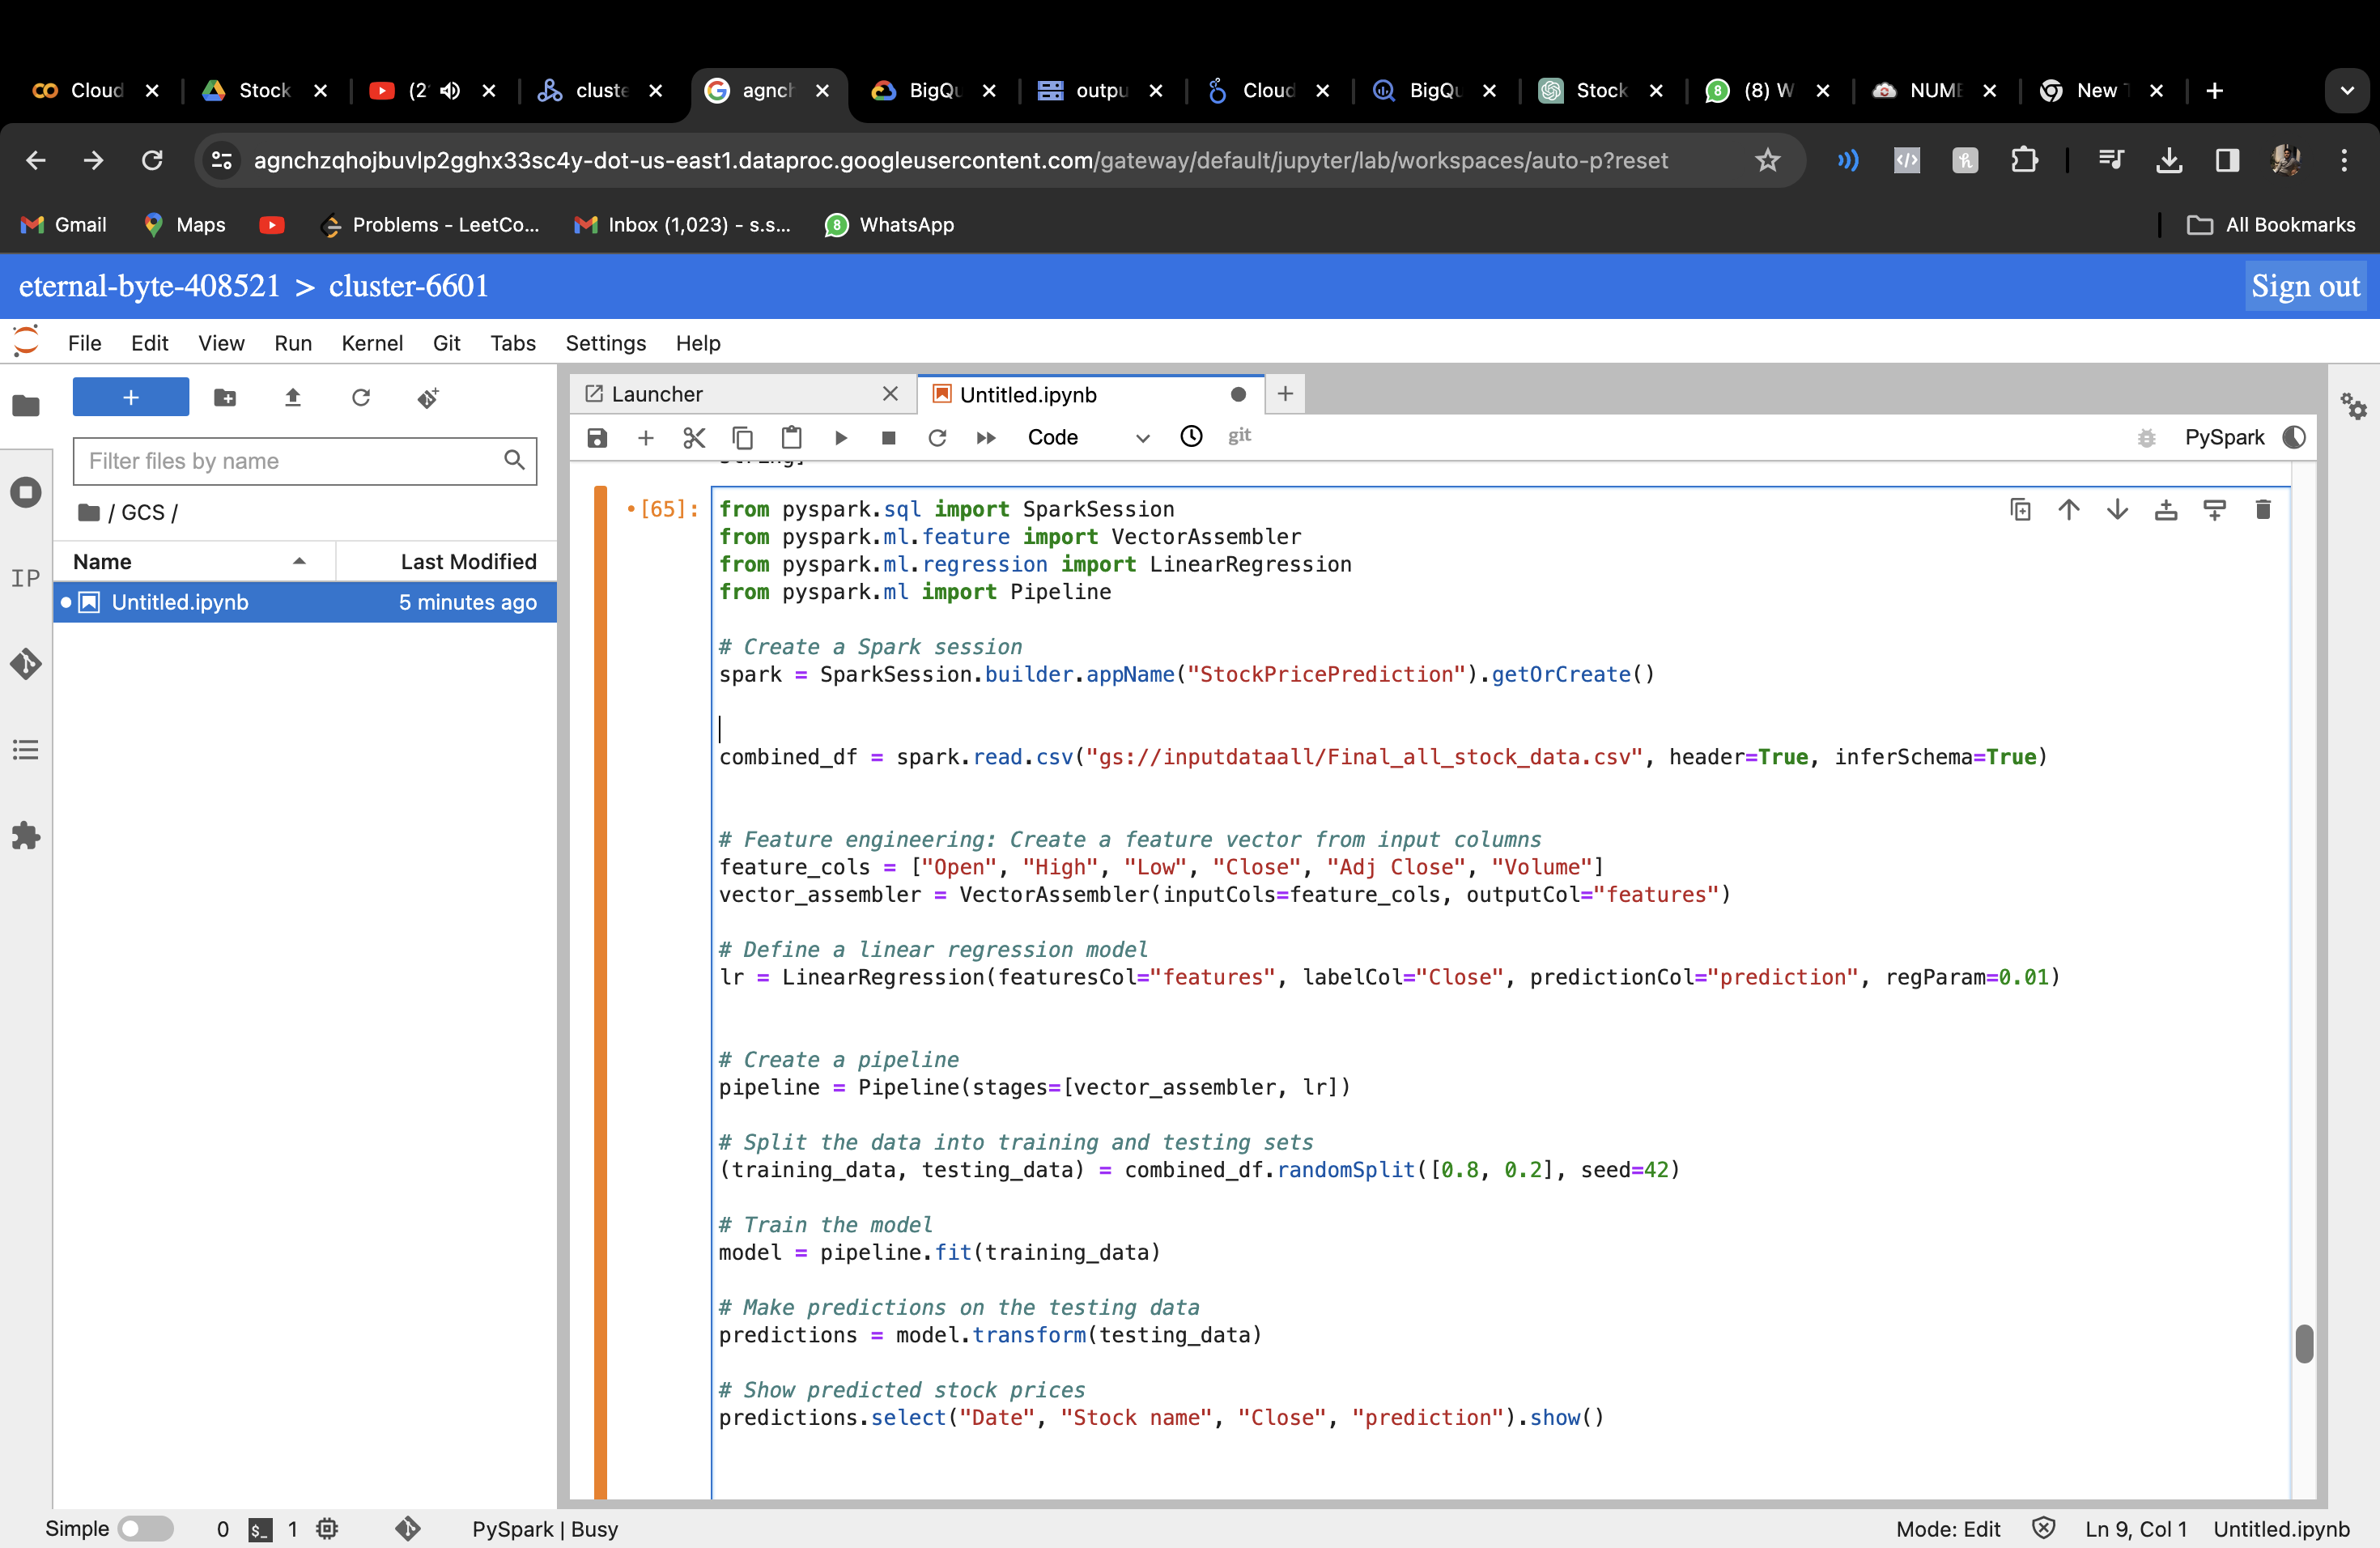 Cloud
Stock
(2
cluste
agnch
BigQu
outpu
Cloud
BigQu
Stock
(8) W
NUME
New T
agnchzqhojbuvlp2gghx33sc4y-dot-us-east1.dataproc.googleusercontent.com/gateway/default/jupyter/lab/workspaces/auto-p?reset
Gmail
Maps
Problems - LeetCo...
Inbox (1,023) - s.s...
8 WhatsApp
All Bookmarks
eternal-byte-408521 > cluster-6601
Sign out
File Edit View Run Kernel Git Tabs Settings Help
+
Filter files by name
/ GCS /
Name Last Modified
Untitled.ipynb 5 minutes ago
IP
Launcher
Untitled.ipynb
Code
git
PySpark
[65]:
from pyspark.sql import SparkSession
from pyspark.ml.feature import VectorAssembler
from pyspark.ml.regression import LinearRegression
from pyspark.ml import Pipeline
# Create a Spark session
spark = SparkSession.builder.appName("StockPricePrediction").getOrCreate()
combined_df = spark.read.csv("gs://inputdataall/Final_all_stock_data.csv", header=True, inferSchema=True)
# Feature engineering: Create a feature vector from input columns
feature_cols = ["Open", "High", "Low", "Close", "Adj Close", "Volume"]
vector_assembler = VectorAssembler(inputCols=feature_cols, outputCol="features")
# Define a linear regression model
lr = LinearRegression(featuresCol="features", labelCol="Close", predictionCol="prediction", regParam=0.01)
# Create a pipeline
pipeline = Pipeline(stages=[vector_assembler, lr])
# Split the data into training and testing sets
(training_data, testing_data) = combined_df.randomSplit([0.8, 0.2], seed=42)
# Train the model
model = pipeline.fit(training_data)
# Make predictions on the testing data
predictions = model.transform(testing_data)
# Show predicted stock prices
predictions.select("Date", "Stock name", "Close", "prediction").show()
Simple 0 $_ 1 PySpark | Busy
Mode: Edit Ln 9, Col 1 Untitled.ipynb